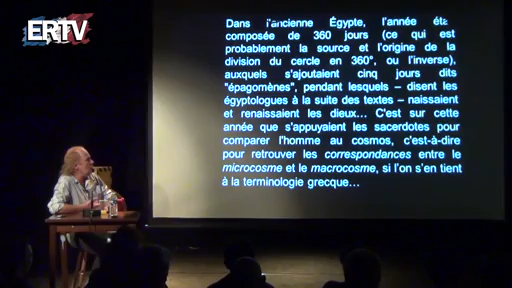 ERTV
Dans l'ancienne Égypte, l'année éta
composée de 360 jours (ce qui est
probablement la source et l'origine de la
division du cercle en 360°, ou l'inverse),
auxquels s'ajoutaient cinq jours dits
"épagomènes", pendant lesquels – disent les
égyptologues à la suite des textes – naissaient
et renaissaient les dieux... C'est sur cette
année que s'appuyaient les sacerdotes pour
comparer l'homme au cosmos, c'est-à-dire
pour retrouver les correspondances entre le
microcosme et le macrocosme, si l'on s'en tient
à la terminologie grecque...